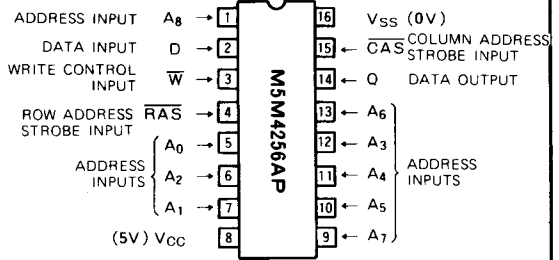 ADDRESS INPUT A8 → 1
DATA INPUT D → 2
WRITE CONTROL INPUT W̅ → 3
ROW ADDRESS STROBE INPUT R̅A̅S̅ → 4
ADDRESS INPUTS
A0 → 5
A2 → 6
A1 → 7
(5V) VCC 8
M5M4256AP
16 VSS (0V)
15 ← C̅A̅S̅ COLUMN ADDRESS STROBE INPUT
14 ← Q DATA OUTPUT
13 ← A6
12 ← A3
11 ← A4
10 ← A5
9 ← A7
ADDRESS INPUTS